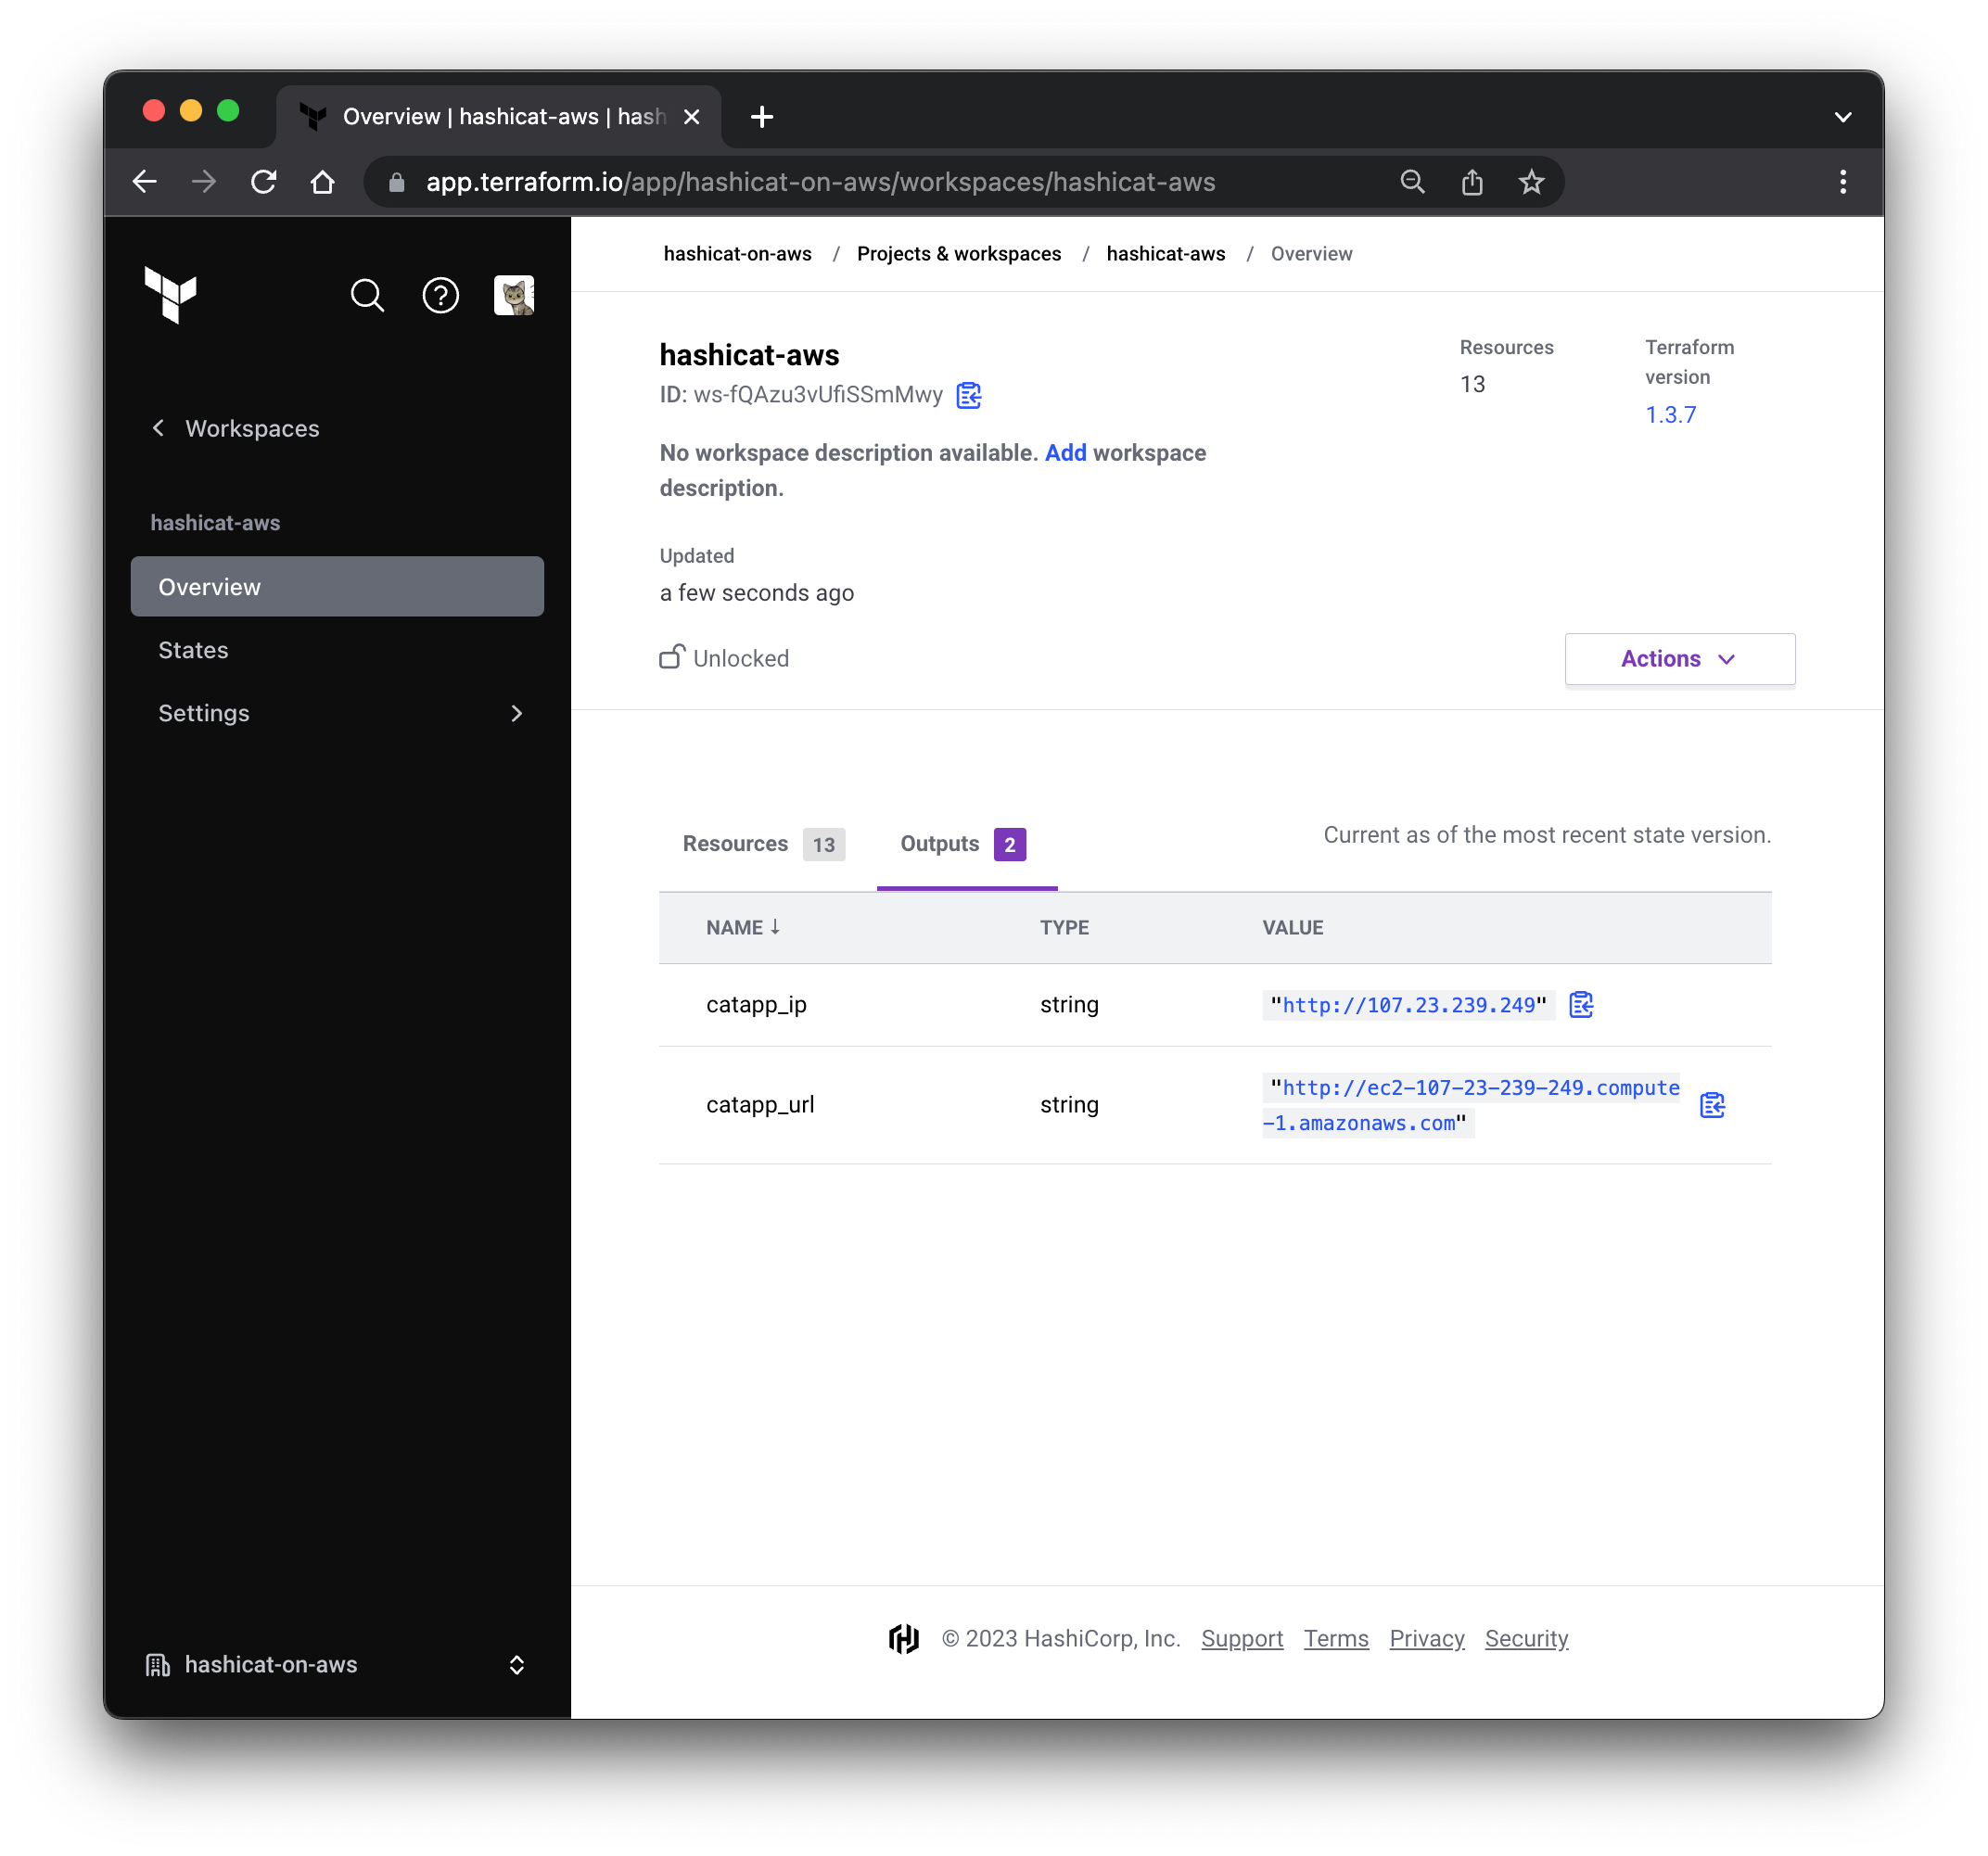 Overview | hashicat-aws | hash
app.terraform.io/app/hashicat-on-aws/workspaces/hashicat-aws
hashicat-on-aws / Projects & workspaces / hashicat-aws / Overview
Workspaces
hashicat-aws
Overview
States
Settings
hashicat-on-aws
hashicat-aws
ID: ws-fQAzu3vUfiSSmMwy
No workspace description available. Add workspace
description.
Resources
13
Terraform
version
1.3.7
Updated
a few seconds ago
Unlocked
Actions
Resources 13
Outputs 2
Current as of the most recent state version.
NAME ↓ TYPE VALUE
catapp_ip string "http://107.23.239.249"
catapp_url string "http://ec2-107-23-239-249.compute
-1.amazonaws.com"
© 2023 HashiCorp, Inc. Support Terms Privacy Security